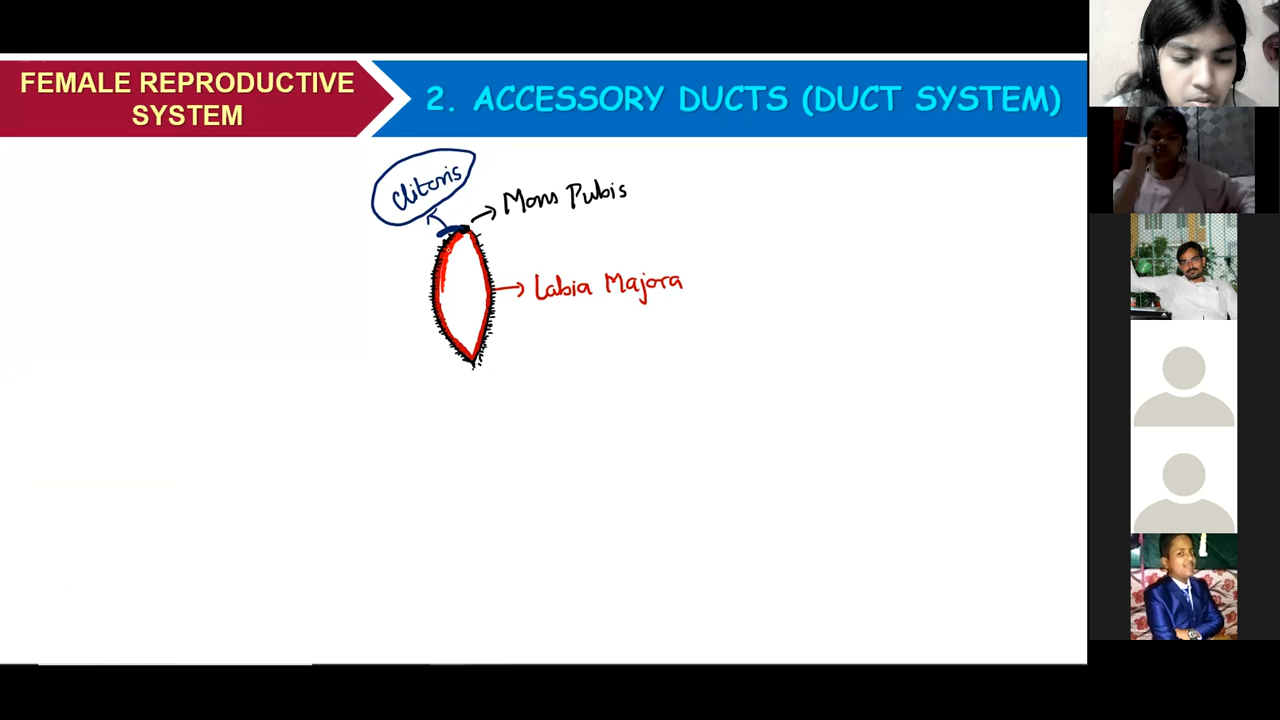 FEMALE REPRODUCTIVE
SYSTEM
2. ACCESSORY DUCTS (DUCT SYSTEM)
Clitoris
Mons Pubis
Labia Majora